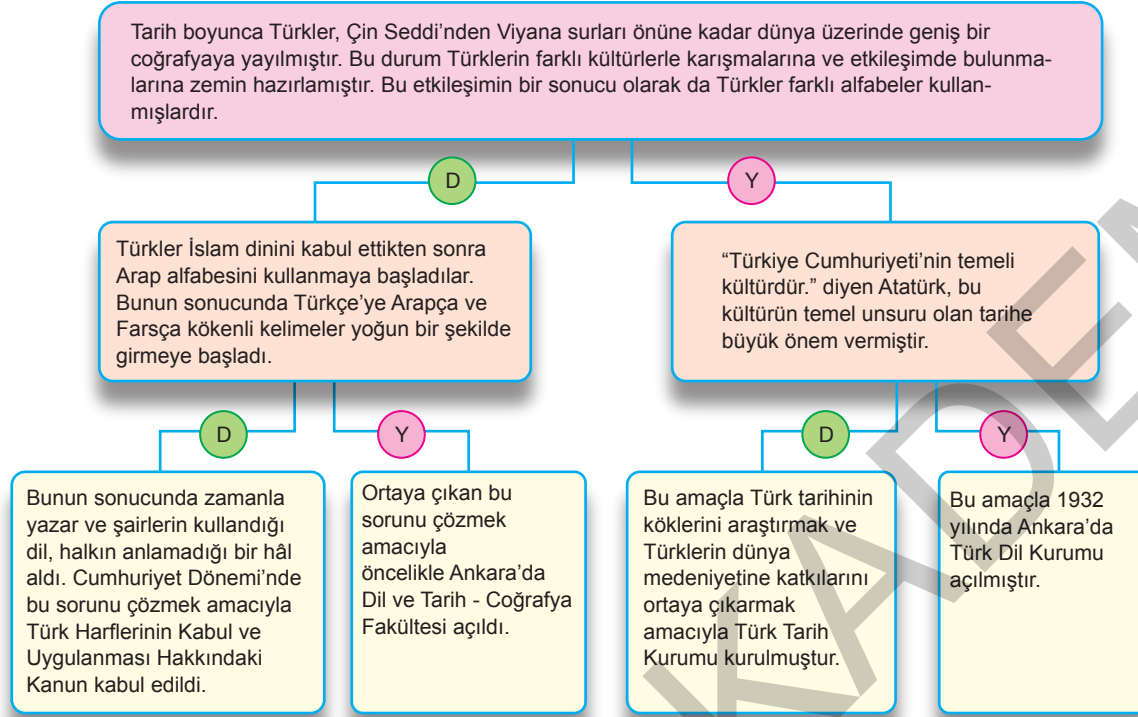 Tarih boyunca Türkler, Çin Seddi’nden Viyana surları önüne kadar dünya üzerinde geniş bir
coğrafyaya yayılmıştır. Bu durum Türklerin farklı kültürlerle karışmalarına ve etkileşimde bulunma-
larına zemin hazırlamıştır. Bu etkileşimin bir sonucu olarak da Türkler farklı alfabeler kullan-
mışlardır.
D
Y
Türkler İslam dinini kabul ettikten sonra
Arap alfabesini kullanmaya başladılar.
Bunun sonucunda Türkçe’ye Arapça ve
Farsça kökenli kelimeler yoğun bir şekilde
girmeye başladı.
“Türkiye Cumhuriyeti’nin temeli
kültürdür.” diyen Atatürk, bu
kültürün temel unsuru olan tarihe
büyük önem vermiştir.
D
Y
D
Y
Bunun sonucunda zamanla
yazar ve şairlerin kullandığı
dil, halkın anlamadığı bir hâl
aldı. Cumhuriyet Dönemi’nde
bu sorunu çözmek amacıyla
Türk Harflerinin Kabul ve
Uygulanması Hakkındaki
Kanun kabul edildi.
Ortaya çıkan bu
sorunu çözmek
amacıyla
öncelikle Ankara’da
Dil ve Tarih - Coğrafya
Fakültesi açıldı.
Bu amaçla Türk tarihinin
köklerini araştırmak ve
Türklerin dünya
medeniyetine katkılarını
ortaya çıkarmak
amacıyla Türk Tarih
Kurumu kurulmuştur.
Bu amaçla 1932
yılında Ankara’da
Türk Dil Kurumu
açılmıştır.